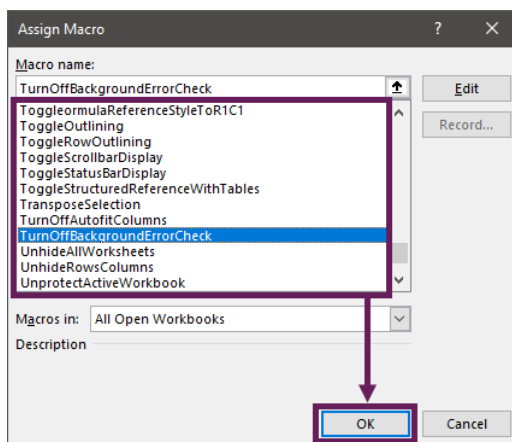 Assign Macro ? ×
Macro name:
TurnOffBackgroundErrorCheck
Edit
ToggleormulaReferenceStyleToR1C1
Record...
ToggleOutlining
ToggleRowOutlining
ToggleScrollbarDisplay
ToggleStatusBarDisplay
ToggleStructuredReferenceWithTables
TransposeSelection
TurnOffAutofitColumns
TurnOffBackgroundErrorCheck
UnhideAllWorksheets
UnhideRowsColumns
UnprotectActiveWorkbook
Macros in: All Open Workbooks
Description
OK Cancel